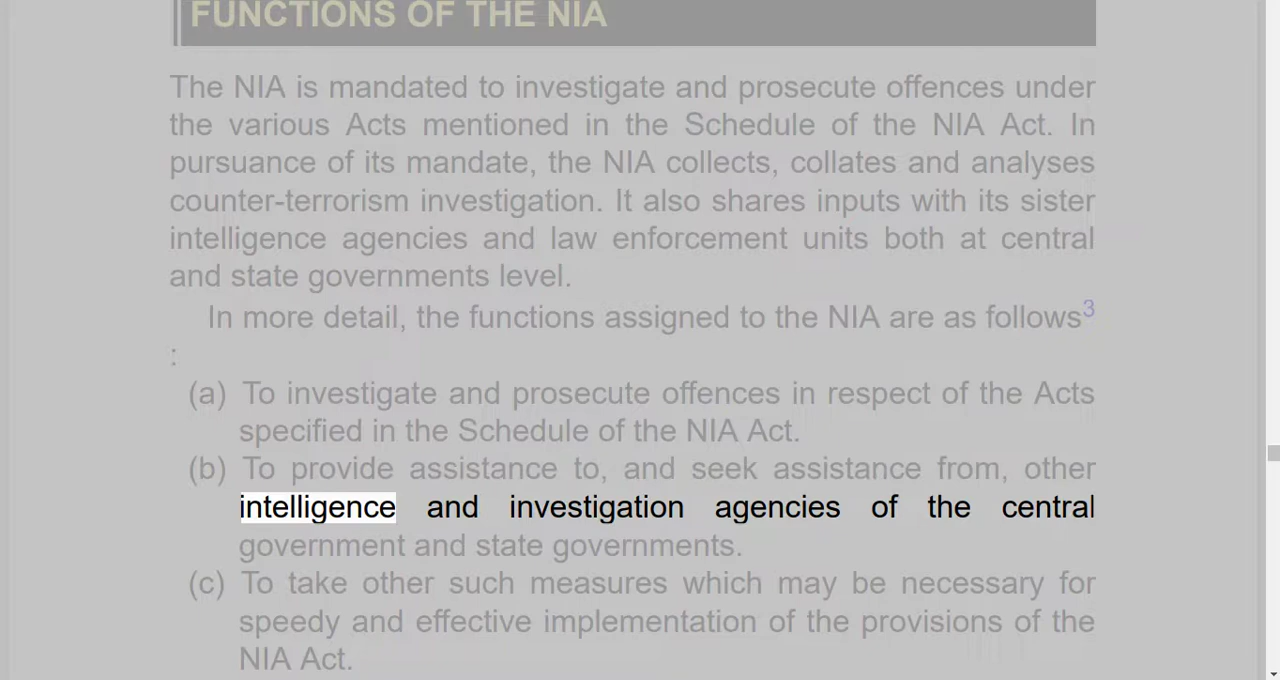 FUNCTIONS OF THE NIA
The NIA is mandated to investigate and prosecute offences under
the various Acts mentioned in the Schedule of the NIA Act. In
pursuance of its mandate, the NIA collects, collates and analyses
counter-terrorism investigation. It also shares inputs with its sister
intelligence agencies and law enforcement units both at central
and state governments level.
In more detail, the functions assigned to the NIA are as follows3
:
(a) To investigate and prosecute offences in respect of the Acts
specified in the Schedule of the NIA Act.
(b) To provide assistance to, and seek assistance from, other
intelligence and investigation agencies of the central
government and state governments.
(c) To take other such measures which may be necessary for
speedy and effective implementation of the provisions of the
NIA Act.